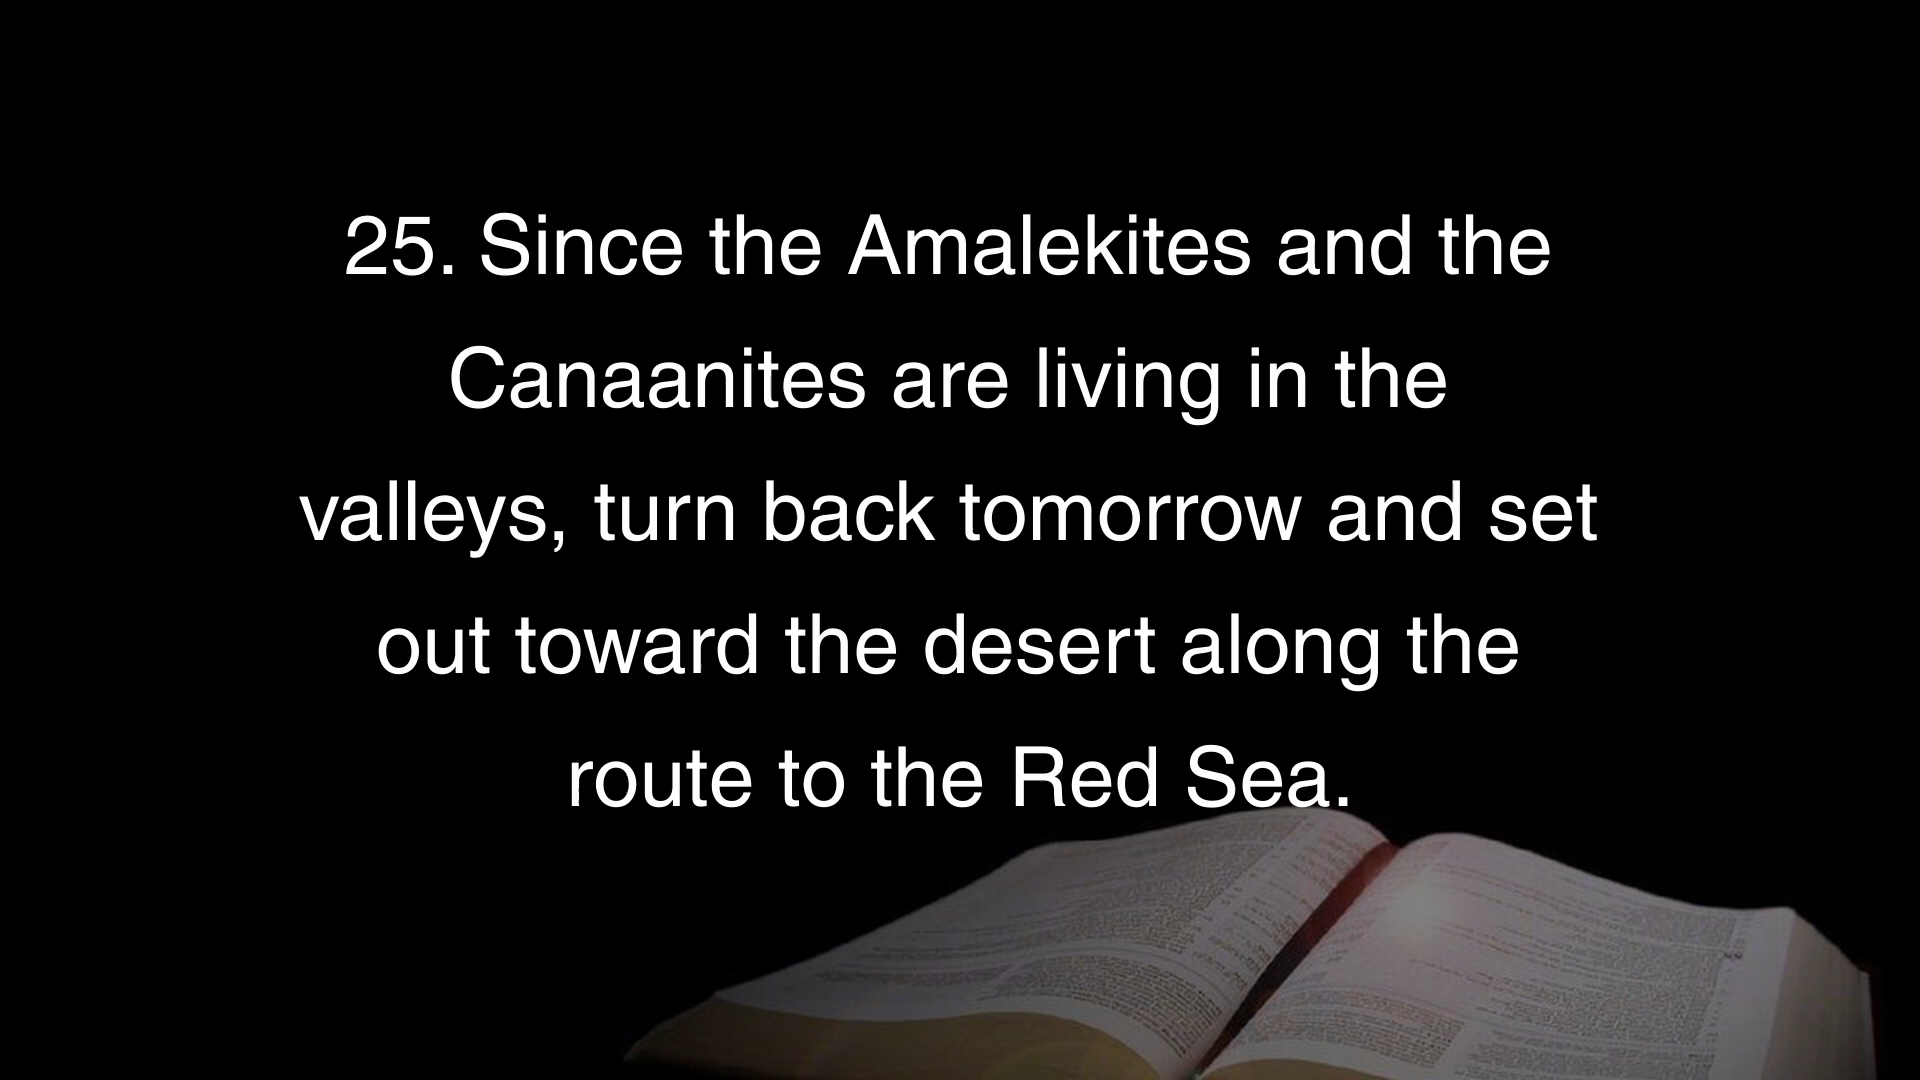 25. Since the Amalekites and the
Canaanites are living in the
valleys, turn back tomorrow and set
out toward the desert along the
route to the Red Sea.